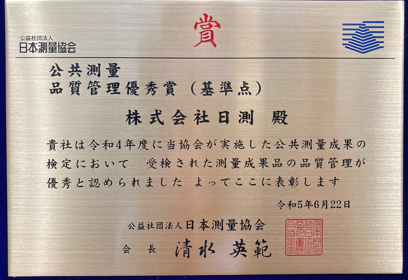 賞
公益社団法人
日本測量協会
公共測量
品質管理優秀賞(基準点)
株式会社日測 殿
貴社は令和4年度に当協会が実施した公共測量成果の
検定において 受検された測量成果品の品質管理が
優秀と認められました よってここに表彰します
令和5年6月22日
公益社団法人日本測量協会
会長 清水 英範